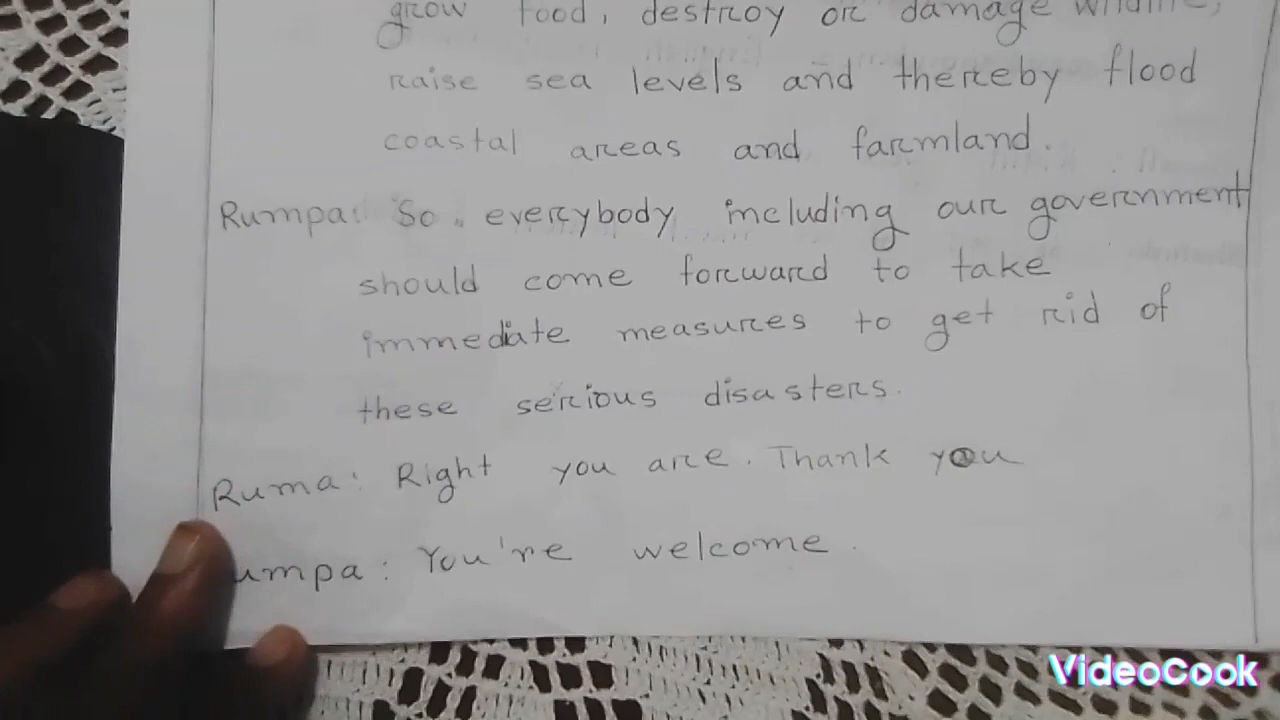 grow food, destroy or damage wildlife,
raise sea levels and thereby flood
coastal areas and farmland.
Rumpa: So, everybody including our government
should come forward to take
immediate measures to get rid of
these serious disasters.
Ruma: Right you are. Thank you
umpa: You're welcome.
VideoCook